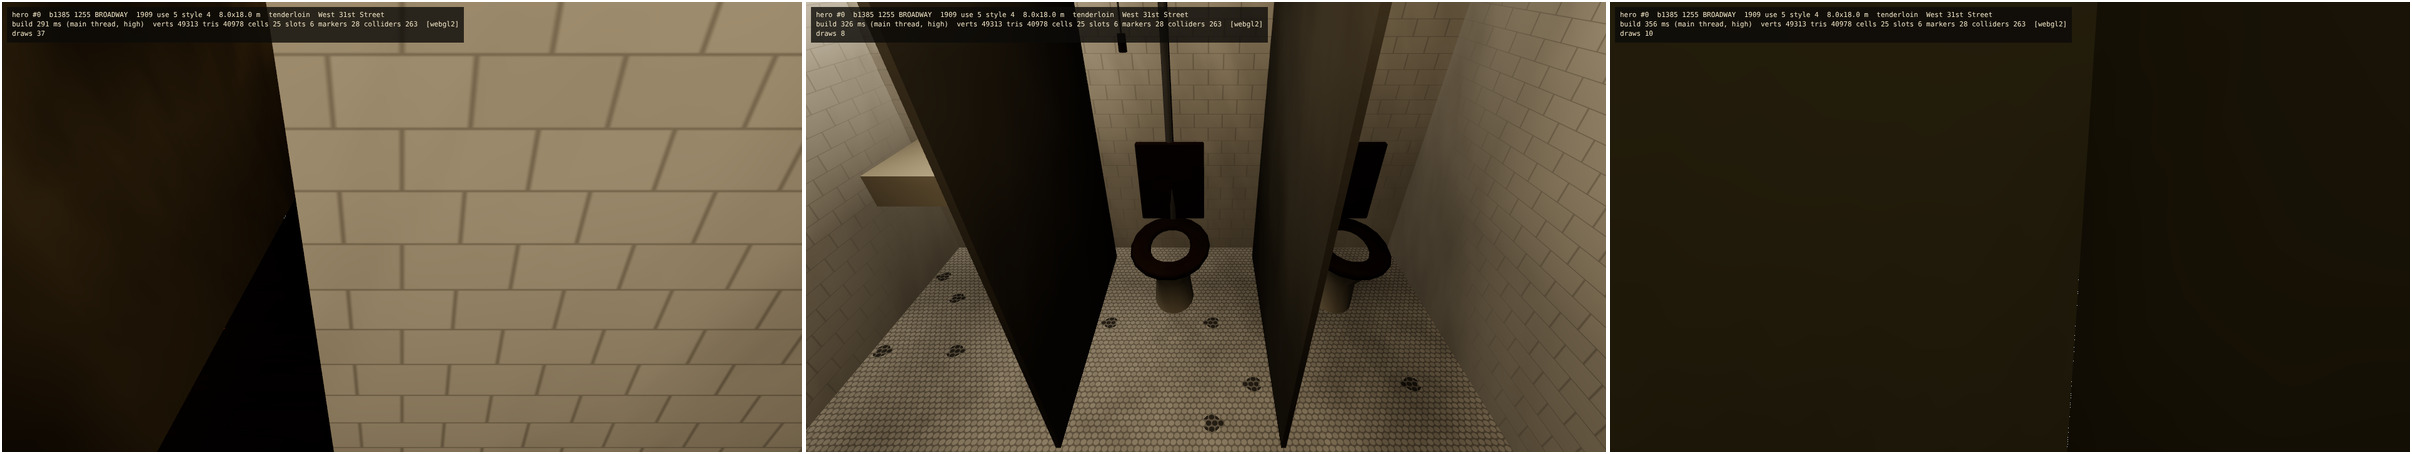 hero #0 b1385 1255 BROADWAY 1909 use 5 style 4 8.0x18.0 m tenderloin West 31st Street
build 291 ms (main thread, high) verts 49313 tris 40978 cells 25 slots 6 markers 28 colliders 263 [webgl2]
draws 37
hero #0 b1385 1255 BROADWAY 1909 use 5 style 4 8.0x18.0 m tenderloin West 31st Street
build 326 ms (main thread, high) verts 49313 tris 40978 cells 25 slots 6 markers 28 colliders 263 [webgl2]
draws 8
hero #0 b1385 1255 BROADWAY 1909 use 5 style 4 8.0x18.0 m tenderloin West 31st Street
build 356 ms (main thread, high) verts 49313 tris 40978 cells 25 slots 6 markers 28 colliders 263 [webgl2]
draws 10